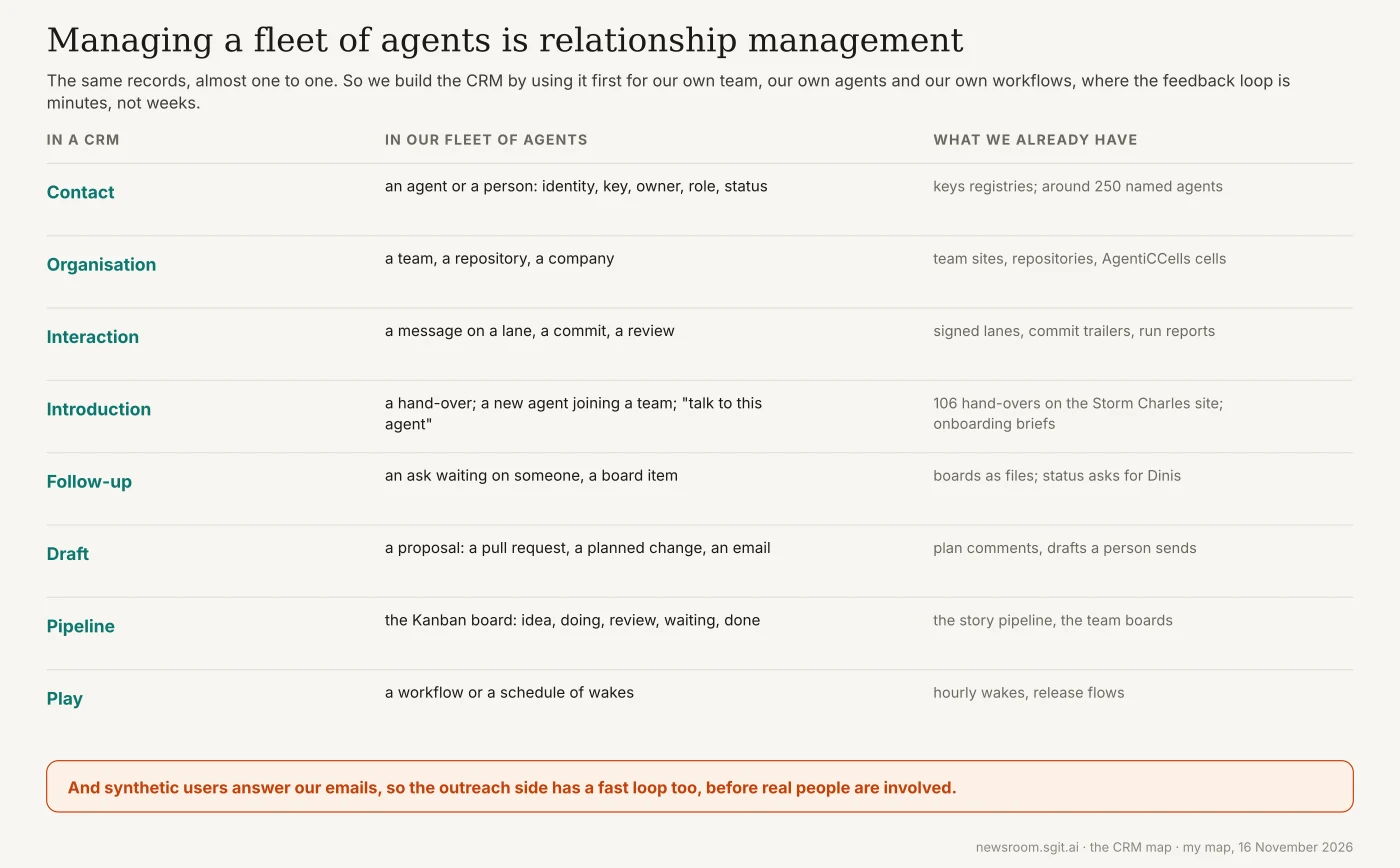 Managing a fleet of agents is relationship management
The same records, almost one to one. So we build the CRM by using it first for our own team, our own agents and our own workflows, where the feedback loop is
minutes, not weeks.
IN A CRM IN OUR FLEET OF AGENTS WHAT WE ALREADY HAVE
Contact an agent or a person: identity, key, owner, role, status keys registries; around 250 named agents
Organisation a team, a repository, a company team sites, repositories, AgentiCCells cells
Interaction a message on a lane, a commit, a review signed lanes, commit trailers, run reports
Introduction a hand-over; a new agent joining a team; "talk to this 106 hand-overs on the Storm Charles site;
agent" onboarding briefs
Follow-up an ask waiting on someone, a board item boards as files; status asks for Dinis
Draft a proposal: a pull request, a planned change, an email plan comments, drafts a person sends
Pipeline the Kanban board: idea, doing, review, waiting, done the story pipeline, the team boards
Play a workflow or a schedule of wakes hourly wakes, release flows
And synthetic users answer our emails, so the outreach side has a fast loop too, before real people are involved.
newsroom.sgit.ai · the CRM map · my map, 16 November 2026